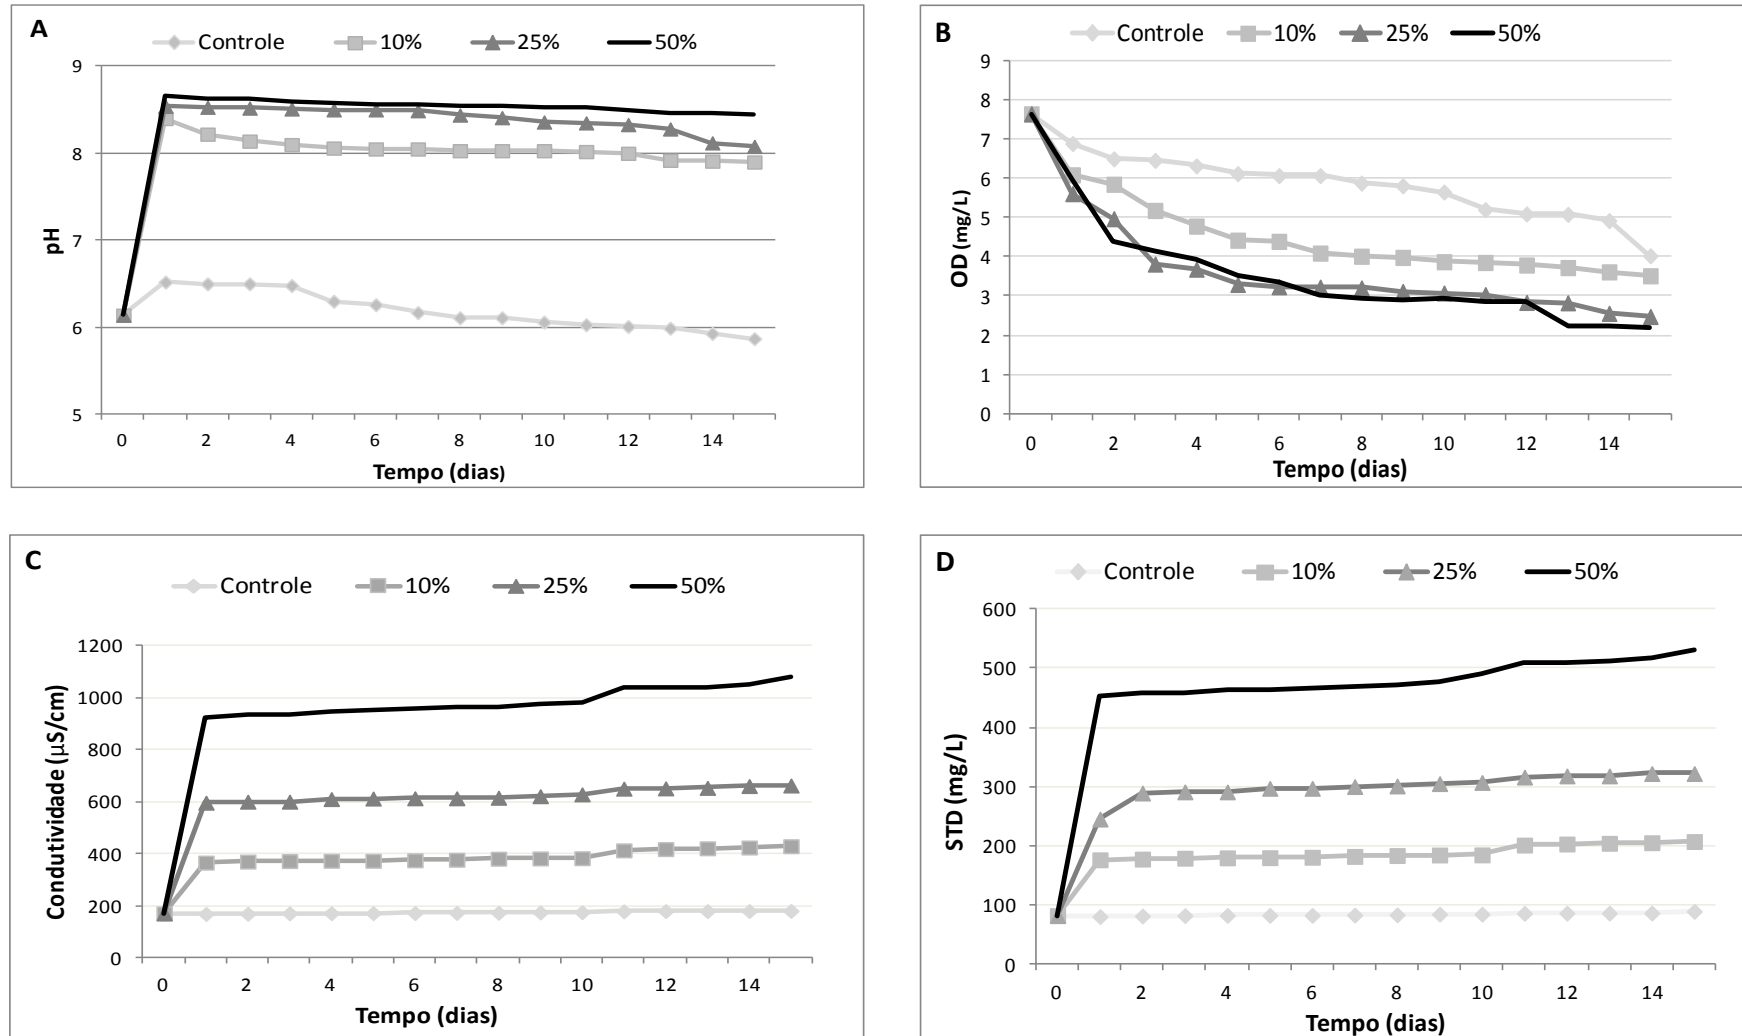 A
Controle 10% 25% 50%
9
8
7
6
5
pH
0 2 4 6 8 10 12 14
Tempo (dias)
B
Controle 10% 25% 50%
9
8
7
6
5
4
3
2
1
0
OD (mg/L)
0 2 4 6 8 10 12 14
Tempo (dias)
C
Controle 10% 25% 50%
1200
1000
800
600
400
200
0
Condutividade (µS/cm)
0 2 4 6 8 10 12 14
Tempo (dias)
D
Controle 10% 25% 50%
600
500
400
300
200
100
0
STD (mg/L)
0 2 4 6 8 10 12 14
Tempo (dias)